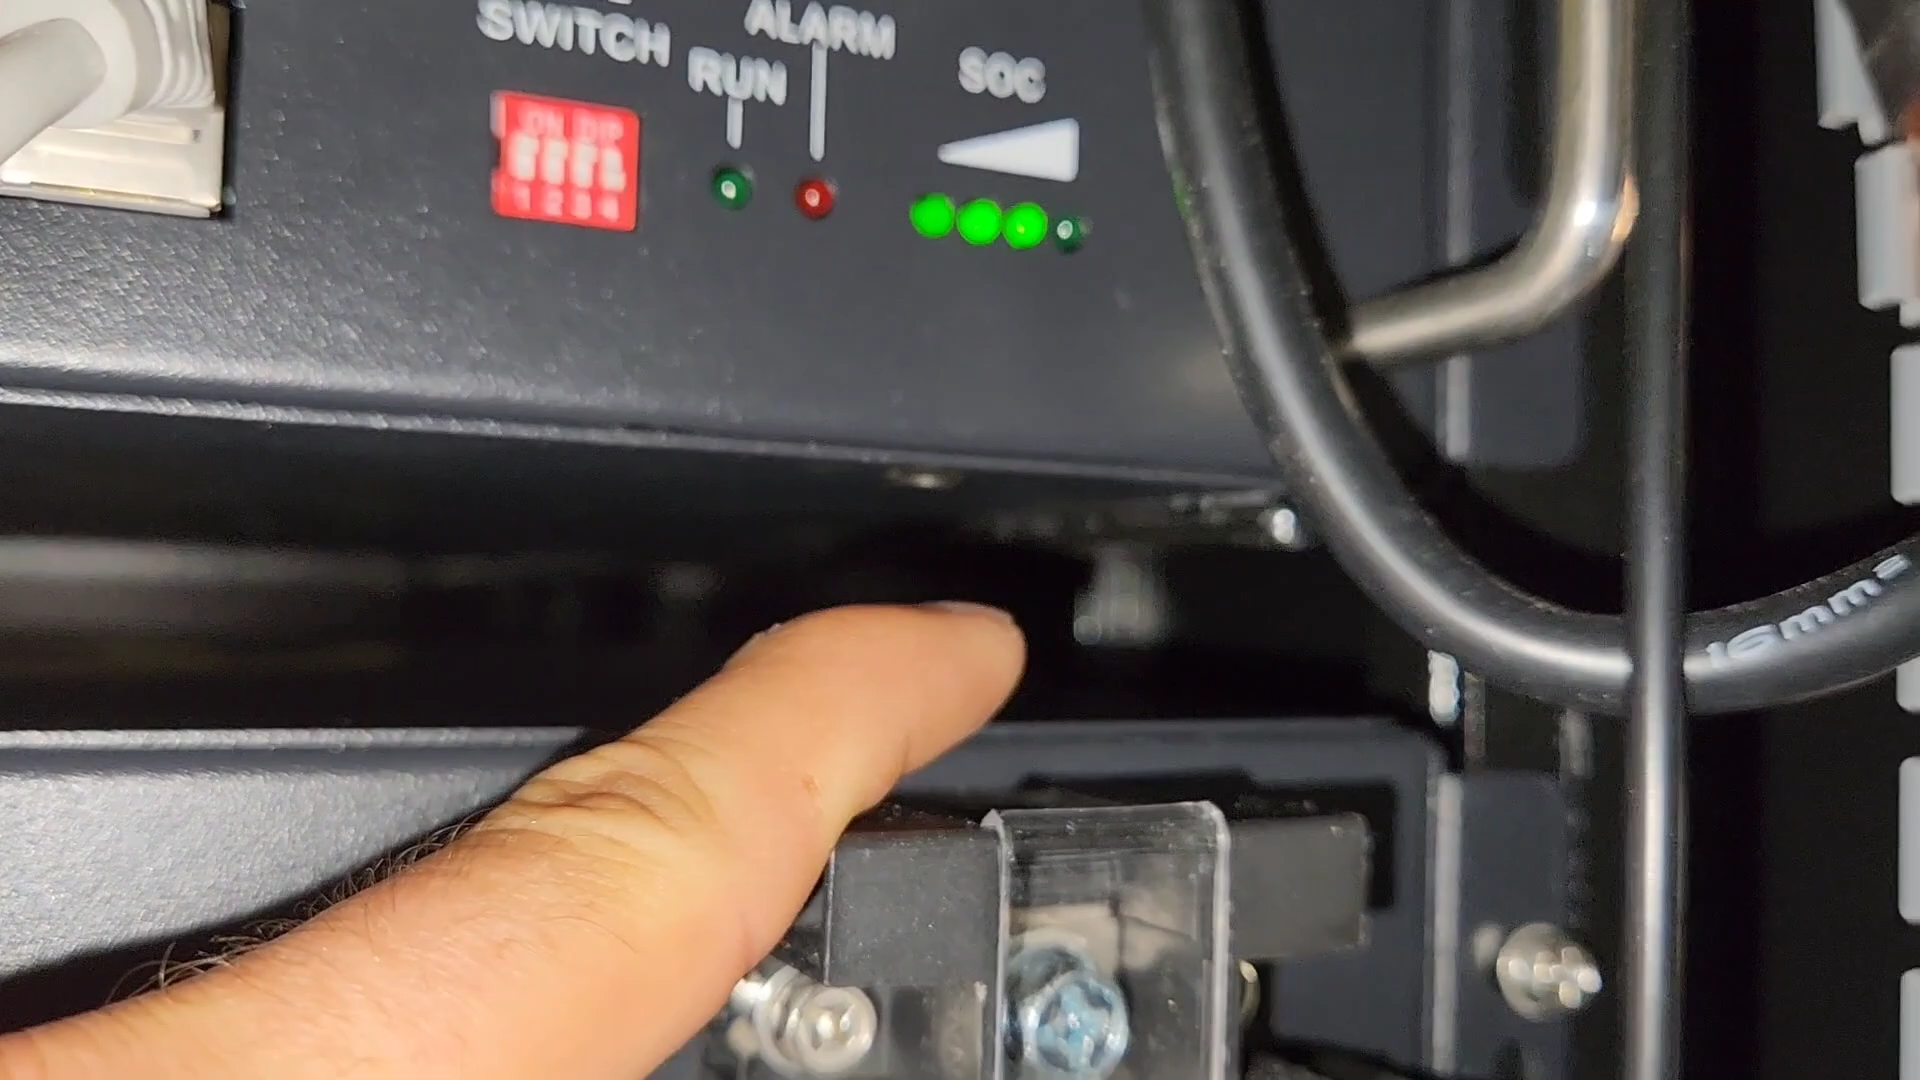 SWITCH
ALARM
RUN
SOC
ON DIP
1 2 3 4
16mm²